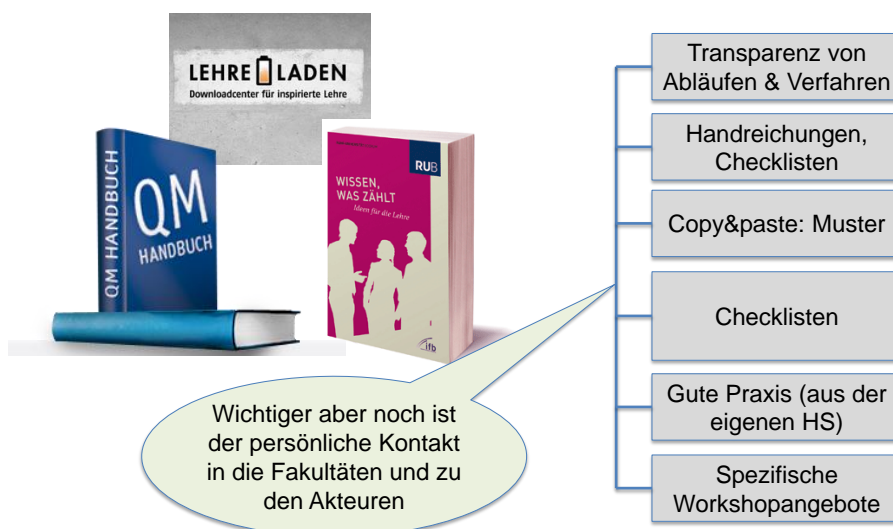 LEHRE LADEN
Downloadcenter für inspirierte Lehre
QM HANDBUCH
QM
HANDBUCH
RUB
WISSEN,
WAS ZÄHLT
Ideen für die Lehre
ifb
Wichtiger aber noch ist
der persönliche Kontakt
in die Fakultäten und zu
den Akteuren
Transparenz von
Abläufen & Verfahren
Handreichungen,
Checklisten
Copy&paste: Muster
Checklisten
Gute Praxis (aus der
eigenen HS)
Spezifische
Workshopangebote